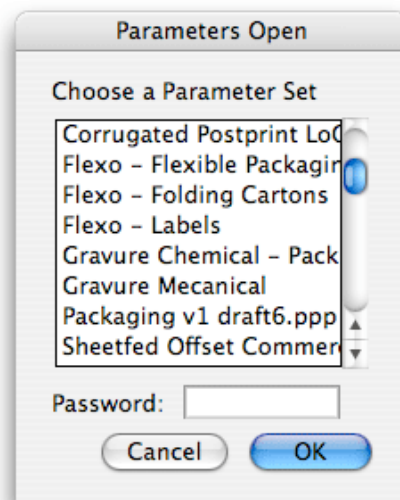 Parameters Open
Choose a Parameter Set
Corrugated Postprint LoC
Flexo – Flexible Packagin
Flexo – Folding Cartons
Flexo – Labels
Gravure Chemical – Pack
Gravure Mecanical
Packaging v1 draft6.ppp
Sheetfed Offset Commer
Password:
Cancel OK